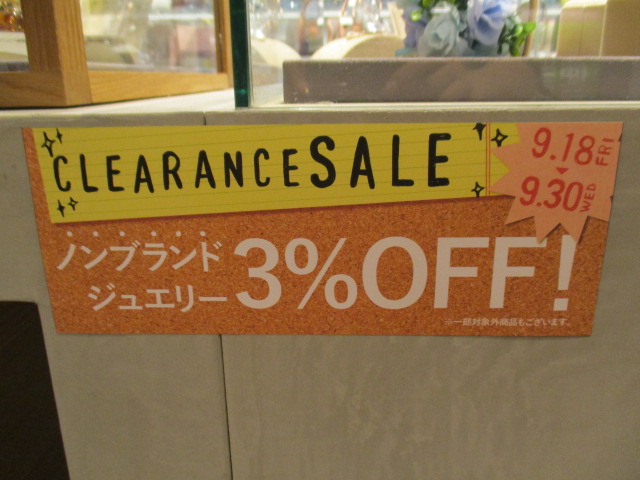 CLEARANCE SALE
9.18 FRI
9.30 WED
ノンブランド
ジュエリー 3%OFF!
※一部対象外商品もございます。